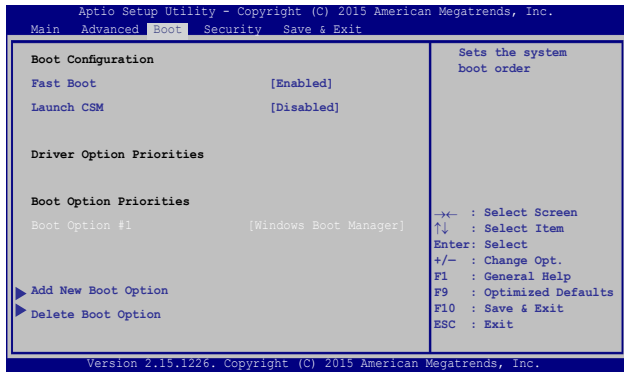 Aptio Setup Utility - Copyright (C) 2015 American Megatrends, Inc.
Main Advanced Boot Security Save & Exit
Boot Configuration
Fast Boot [Enabled]
Launch CSM [Disabled]
Driver Option Priorities
Boot Option Priorities
Boot Option #1 [Windows Boot Manager]
Add New Boot Option
Delete Boot Option
Sets the system
boot order
→← : Select Screen
↑↓ : Select Item
Enter: Select
+/— : Change Opt.
F1 : General Help
F9 : Optimized Defaults
F10 : Save & Exit
ESC : Exit
Version 2.15.1226. Copyright (C) 2015 American Megatrends, Inc.